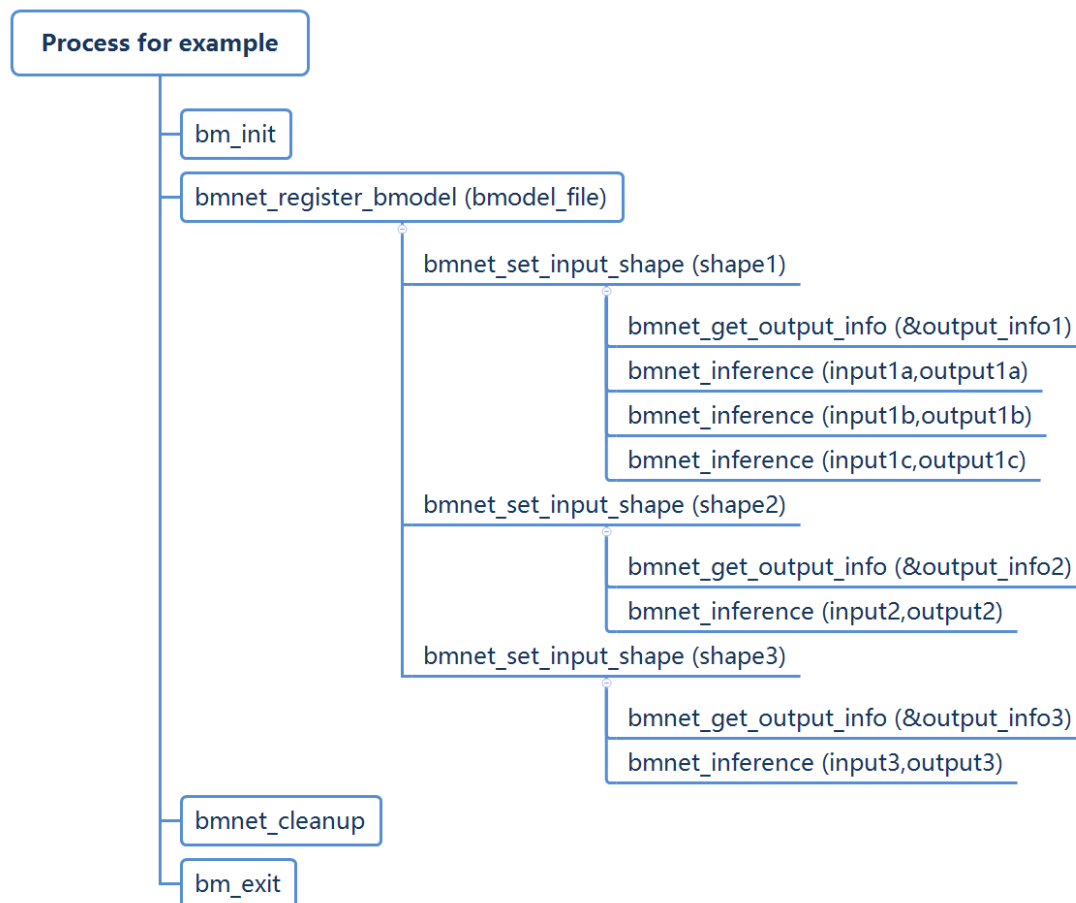 Process for example
bm_init
bmnet_register_bmodel (bmodel_file)
bmnet_set_input_shape (shape1)
bmnet_get_output_info (&output_info1)
bmnet_inference (input1a,output1a)
bmnet_inference (input1b,output1b)
bmnet_inference (input1c,output1c)
bmnet_set_input_shape (shape2)
bmnet_get_output_info (&output_info2)
bmnet_inference (input2,output2)
bmnet_set_input_shape (shape3)
bmnet_get_output_info (&output_info3)
bmnet_inference (input3,output3)
bmnet_cleanup
bm_exit